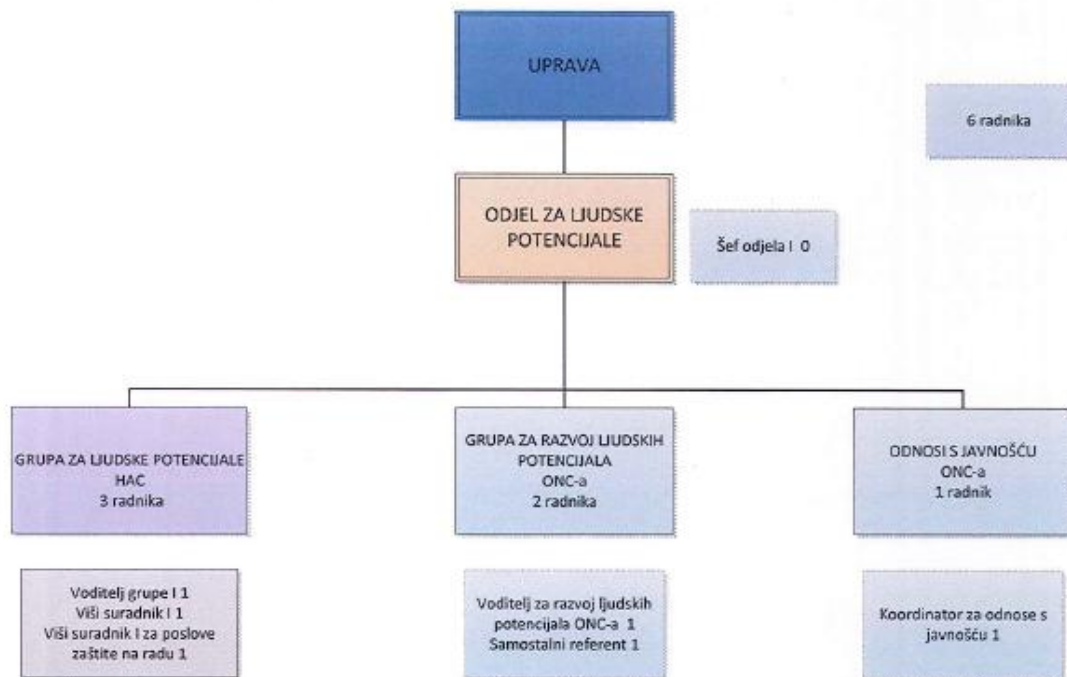 UPRAVA
6 radnika
ODJEL ZA LJUDSKE
POTENCIJALE
Šef odjela I 0
GRUPA ZA LJUDSKE POTENCIJALE
HAC
3 radnika
GRUPA ZA RAZVOJ LJUDSKIH
POTENCIJALA
ONC-a
2 radnika
ODNOSI S JAVNOŠĆU
ONC-a
1 radnik
Voditelj grupe I 1
Viši suradnik I 1
Viši suradnik I za poslove
zaštite na radu 1
Voditelj za razvoj ljudskih
potencijala ONC-a 1
Samostalni referent 1
Koordinator za odnose s
javnošću 1